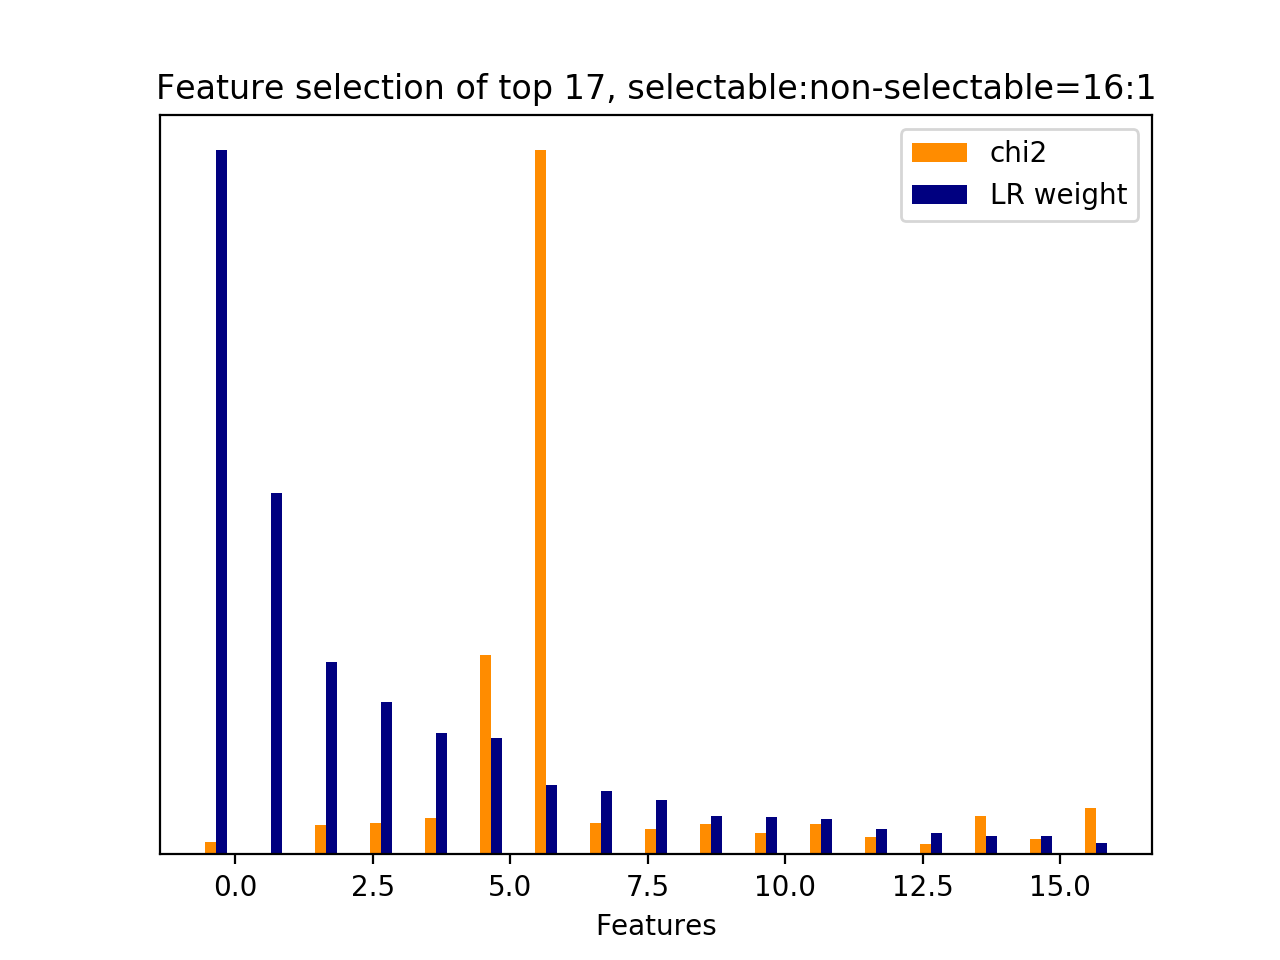 Feature selection of top 17, selectable:non-selectable=16:1
chi2
LR weight
0.0 2.5 5.0 7.5 10.0 12.5 15.0
Features